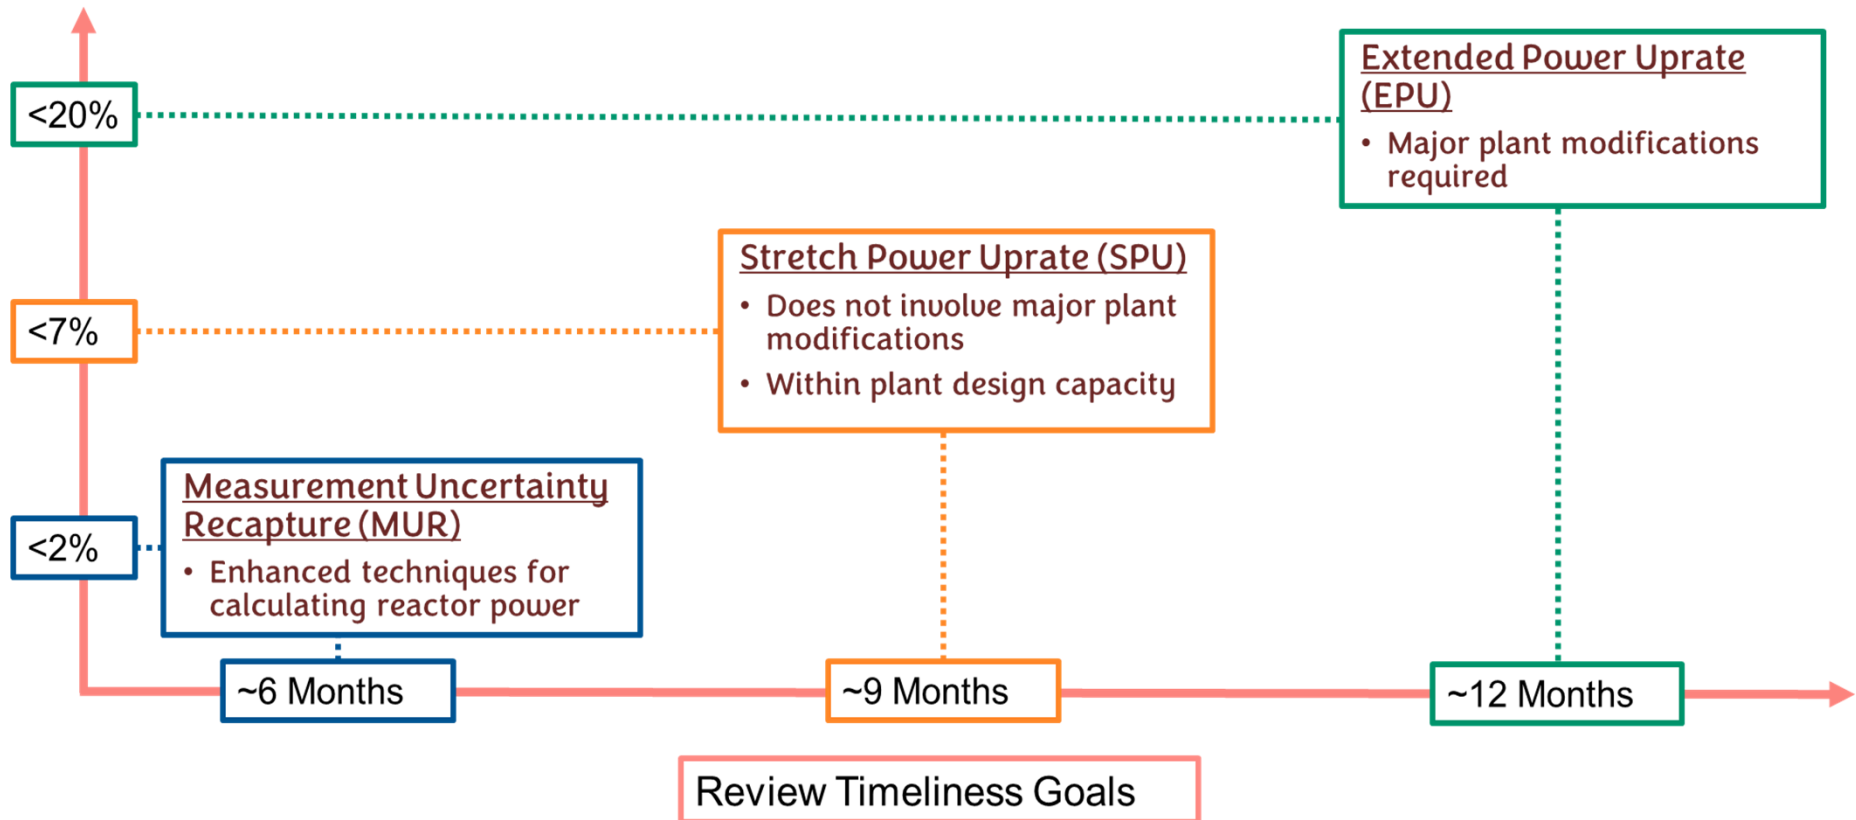 <20%
Extended Power Uprate
(EPU)
• Major plant modifications
required
<7%
Stretch Power Uprate (SPU)
• Does not involve major plant
modifications
• Within plant design capacity
<2%
Measurement Uncertainty
Recapture (MUR)
• Enhanced techniques for
calculating reactor power
~6 Months
~9 Months
~12 Months
Review Timeliness Goals